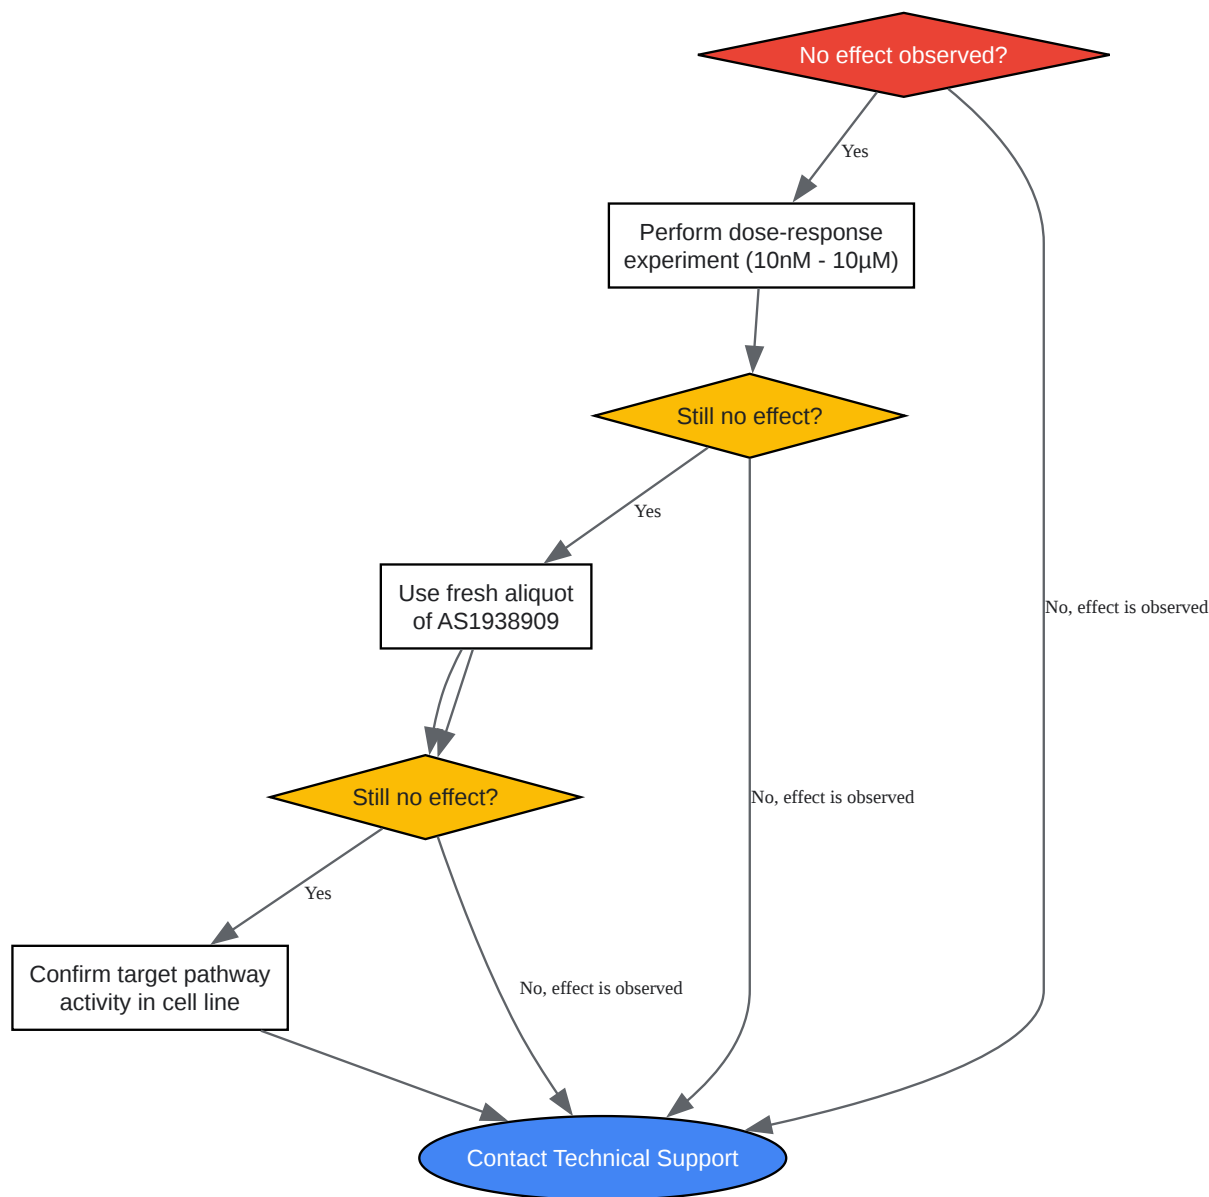 No effect observed?
Yes
Perform dose-response
experiment (10nM - 10µM)
Still no effect?
Yes
Use fresh aliquot
of AS1938909
No, effect is observed
Still no effect?
No, effect is observed
Yes
Confirm target pathway
activity in cell line
No, effect is observed
Contact Technical Support